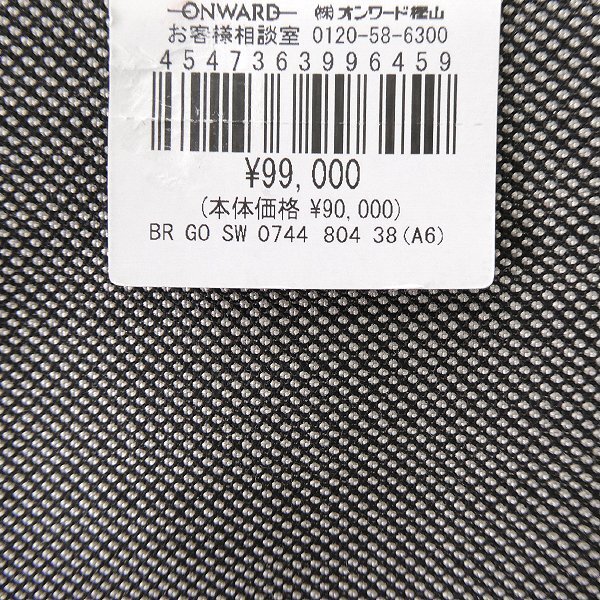 ONWARD ㈱オンワード樫山
お客様相談室 0120-58-6300
4547363996459
¥99,000
(本体価格 ¥90,000)
BR GO SW 0744 804 38(A6)